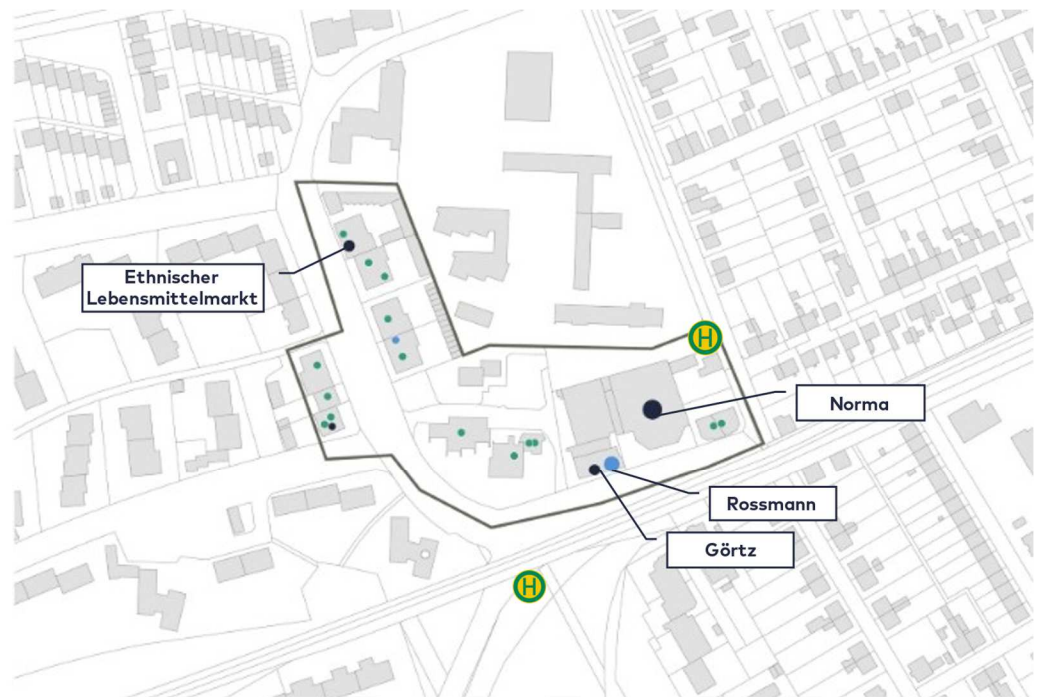 Ethnischer
Lebensmittelmarkt
H
Norma
Rossmann
Görtz
H